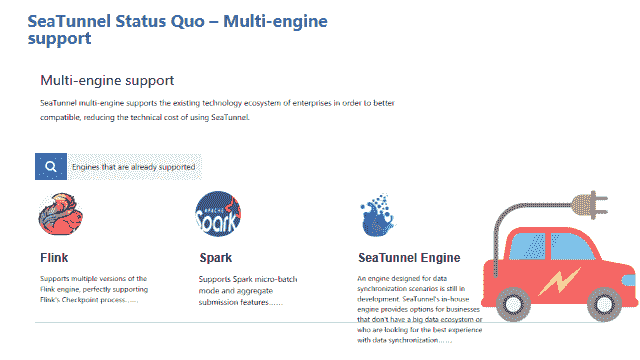 SeaTunnel Status Quo – Multi-engine
support
Multi-engine support
SeaTunnel multi-engine supports the existing technology ecosystem of enterprises in order to better
compatible, reducing the technical cost of using SeaTunnel.
Engines that are already supported
APACHE
Spark
Flink
Supports multiple versions of the
Flink engine, perfectly supporting
Flink's Checkpoint process......
Spark
Supports Spark micro-batch
mode and aggregate
submission features......
SeaTunnel Engine
An engine designed for data
synchronization scenarios is still in
development. SeaTunnel's in-house
engine provides options for businesses
that don't have a big data ecosystem or
who are looking for the best experience
with data synchronization......